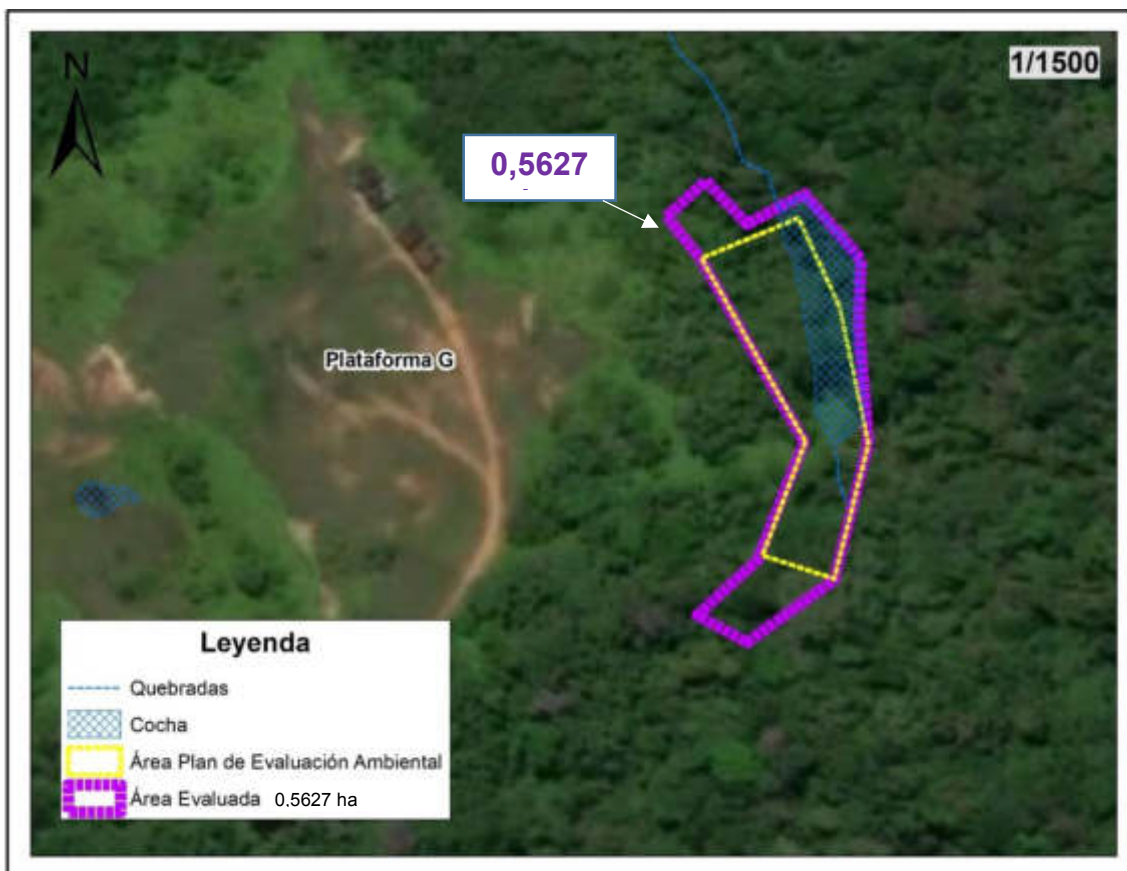 N
1/1500
0,5627
Plataforma G
Leyenda
Quebradas
Cocha
Área Plan de Evaluación Ambiental
Área Evaluada 0.5627 ha